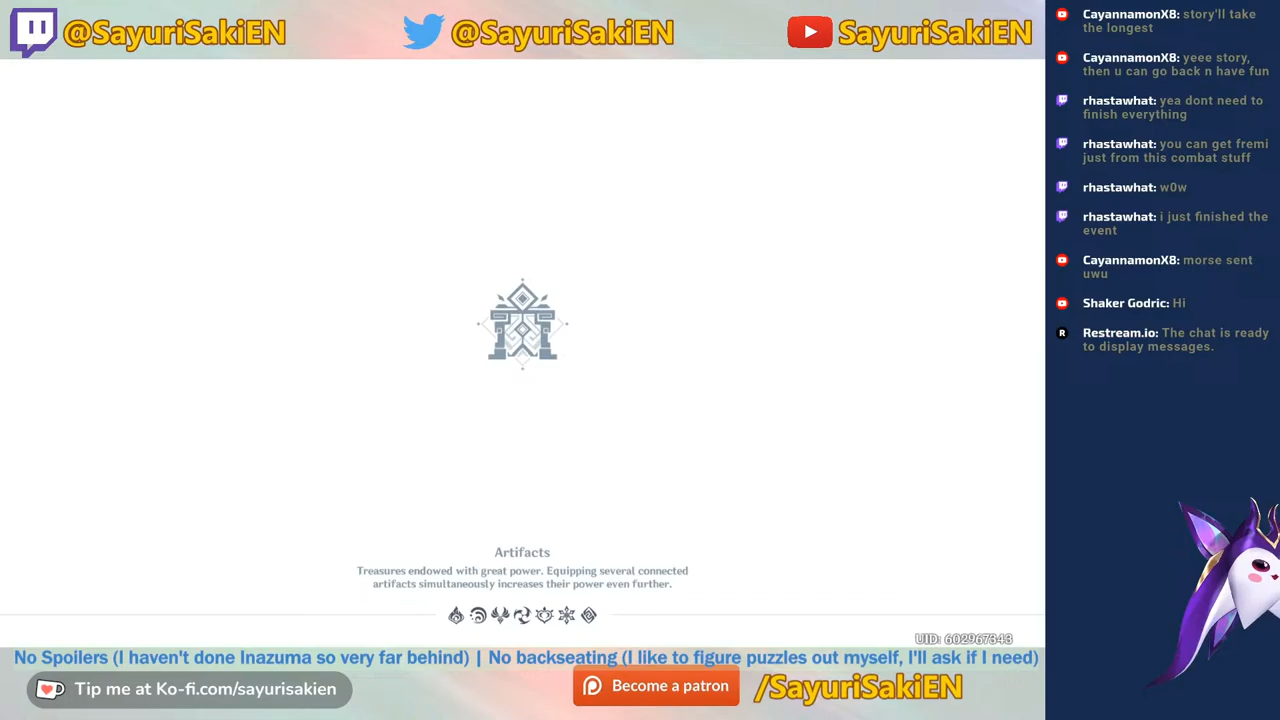 @SayuriSakiEN
@SayuriSakiEN
SayuriSakiEN
CayannamonX8: story'll take
the longest
CayannamonX8: yeee story,
then u can go back n have fun
rhastawhat: yea dont need to
finish everything
rhastawhat: you can get fremi
just from this combat stuff
rhastawhat: w0w
rhastawhat: i just finished the
event
CayannamonX8: morse sent
uwu
Shaker Godric: Hi
R
Restream.io: The chat is ready
to display messages.
Artifacts
Treasures endowed with great power. Equipping several connected
artifacts simultaneously increases their power even further.
UID: 602967343
No Spoilers (I haven't done Inazuma so very far behind) | No backseating (I like to figure puzzles out myself, I'll ask if I need)
Tip me at Ko-fi.com/sayurisakien
Become a patron
/SayuriSakiEN